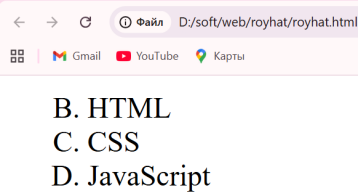 Файл D:/soft/web/royhat/royhat.html
Gmail YouTube Карты
B. HTML
C. CSS
D. JavaScript